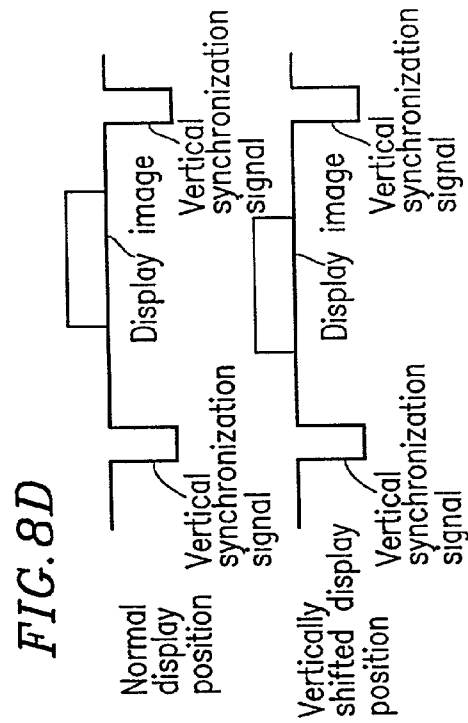 FIG. 8D
Normal
display
position
Vertical
synchronization
signal
Display image
Vertical
synchronization
signal
Vertically
shifted display
position
Vertical
synchronization
signal
Display image
Vertical
synchronization
signal